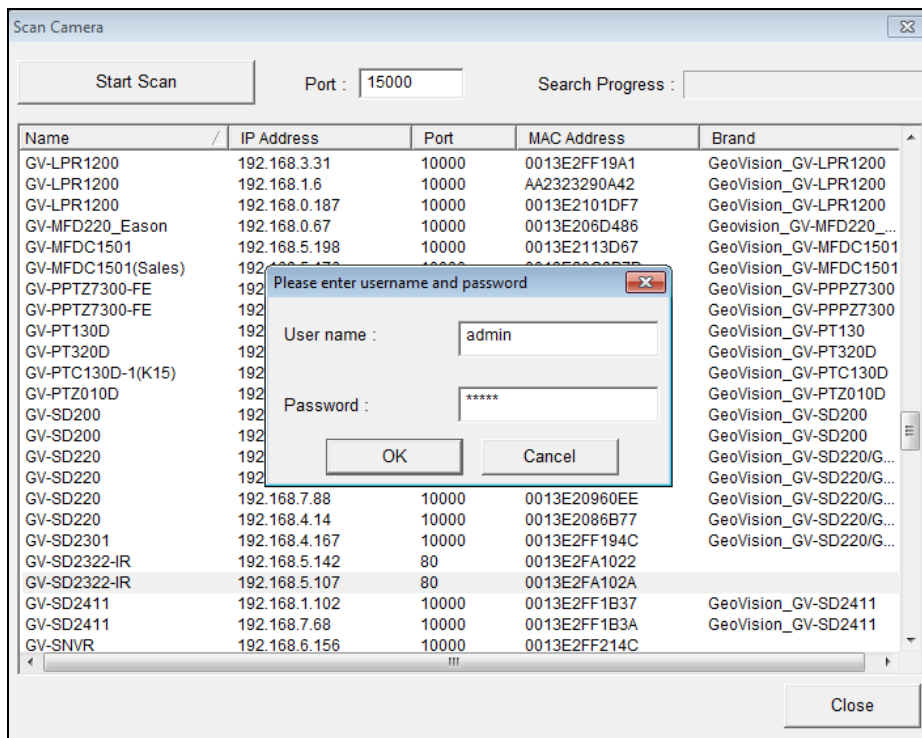 Scan Camera
Start Scan Port : 15000 Search Progress :
Name IP Address Port MAC Address Brand
GV-LPR1200 192.168.3.31 10000 0013E2FF19A1 GeoVision_GV-LPR1200
GV-LPR1200 192.168.1.6 10000 AA2323290A42 GeoVision_GV-LPR1200
GV-LPR1200 192.168.0.187 10000 0013E2101DF7 GeoVision_GV-LPR1200
GV-MFD220_Eason 192.168.0.67 10000 0013E206D486 Geovision_GV-MFD220_...
GV-MFDC1501 192.168.5.198 10000 0013E2113D67 GeoVision_GV-MFDC1501
GV-MFDC1501(Sales) GeoVision_GV-MFDC1501
Please enter username and password
GV-PPTZ7300-FE 192 GeoVision_GV-PPPZ7300
GV-PPTZ7300-FE 192 GeoVision_GV-PPPZ7300
User name : admin
GV-PT130D 192 GeoVision_GV-PT130
GV-PT320D 192 GeoVision_GV-PT320D
GV-PTC130D-1(K15) 192 GeoVision_GV-PTC130D
GV-PTZ010D 192 GeoVision_GV-PTZ010D
Password : *****
GV-SD200 192 GeoVision_GV-SD200
GV-SD200 192 GeoVision_GV-SD200
OK Cancel
GV-SD220 192 GeoVision_GV-SD220/G...
GV-SD220 192 GeoVision_GV-SD220/G...
GV-SD220 192.168.7.88 10000 0013E20960EE GeoVision_GV-SD220/G...
GV-SD220 192.168.4.14 10000 0013E2086B77 GeoVision_GV-SD220/G...
GV-SD2301 192.168.4.167 10000 0013E2FF194C GeoVision_GV-SD220/G...
GV-SD2322-IR 192.168.5.142 80 0013E2FA1022
GV-SD2322-IR 192.168.5.107 80 0013E2FA102A
GV-SD2411 192.168.1.102 10000 0013E2FF1B37 GeoVision_GV-SD2411
GV-SD2411 192.168.7.68 10000 0013E2FF1B3A GeoVision_GV-SD2411
GV-SNVR 192.168.6.156 10000 0013E2FF214C
Close